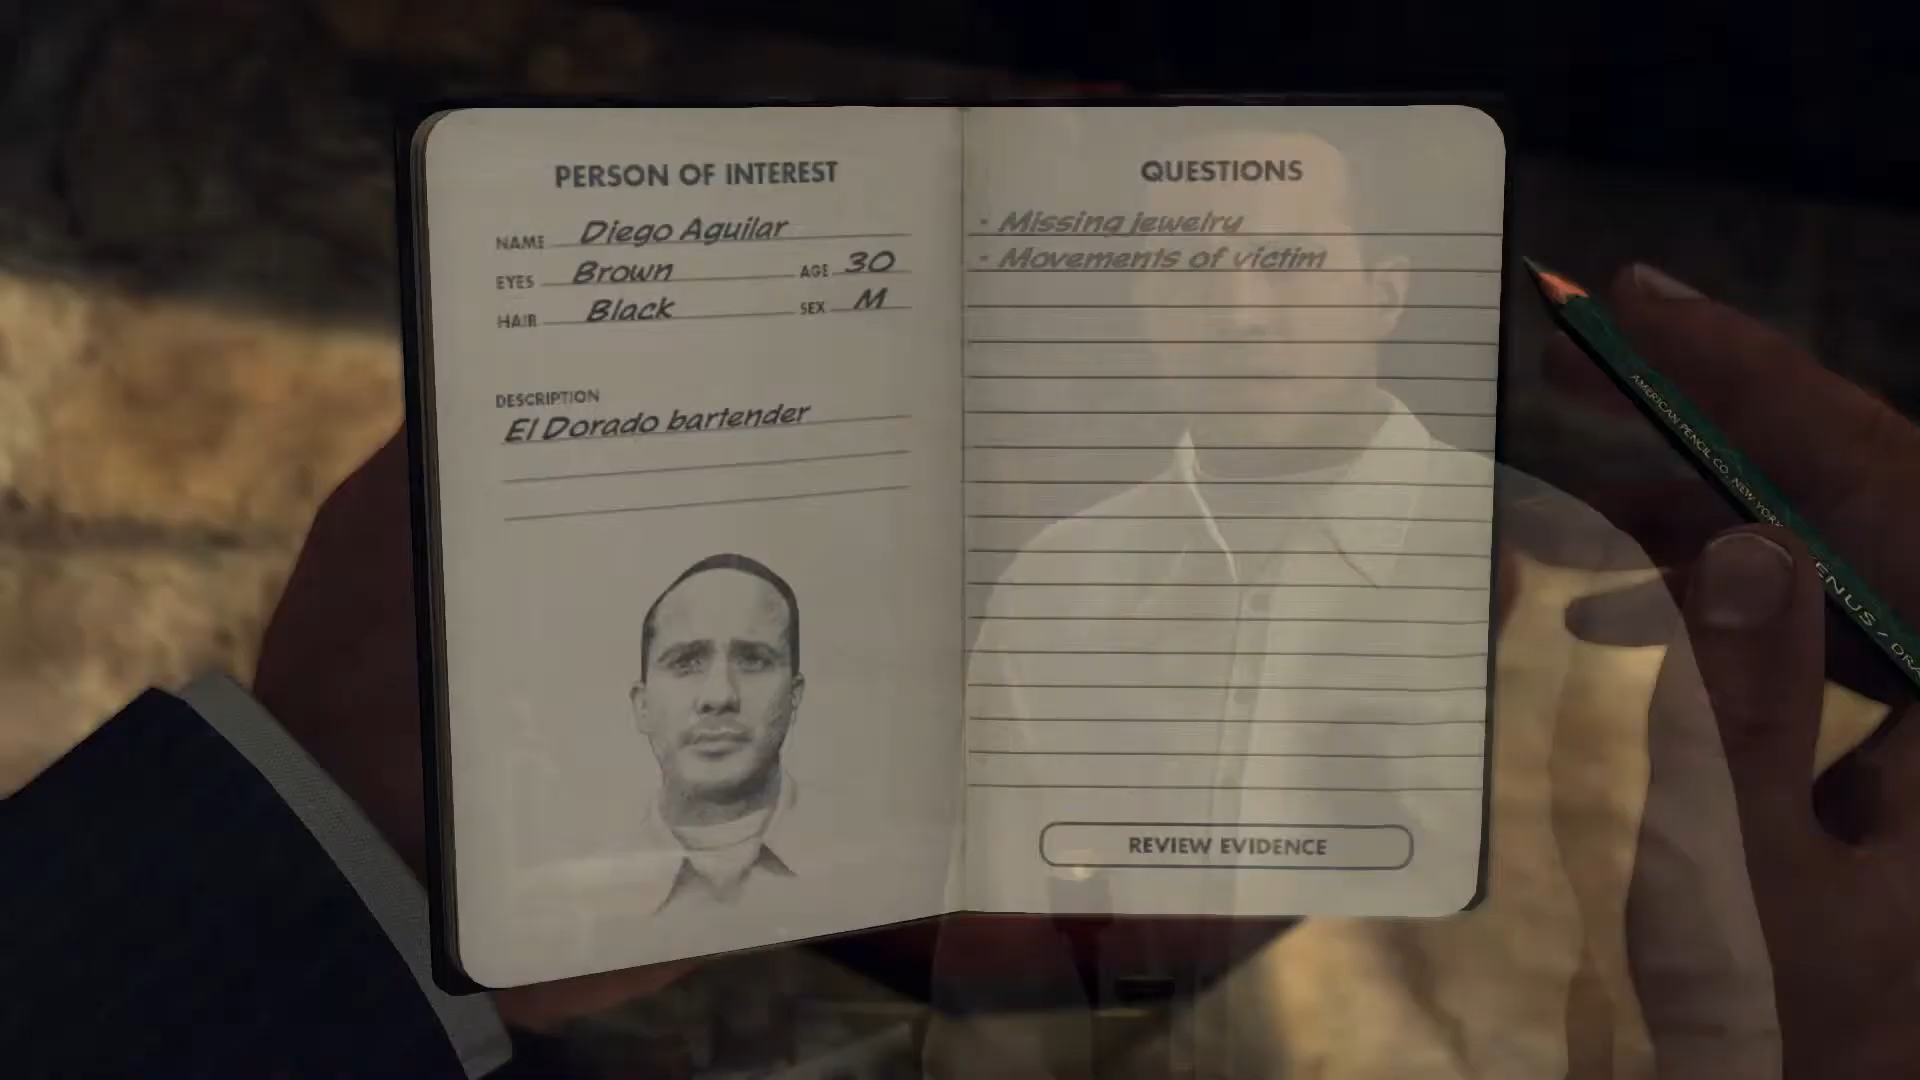 PERSON OF INTEREST
NAME Diego Aguilar
EYES Brown AGE 30
HAIR Black SEX M
DESCRIPTION
El Dorado bartender
QUESTIONS
- Missing jewelry
- Movements of victim
REVIEW EVIDENCE
AMERICAN PENCIL CO. NEW YORK
VENUS / DRA